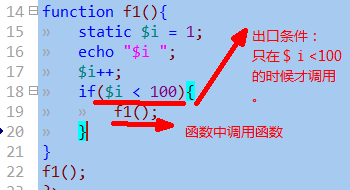 14 function f1(){
15 static $i = 1;
16 echo "$i ";
17 $i++;
18 if($i < 100){
19 f1();
20 }
21 }
22 f1();
出口条件：
只在$ i <100
的时候才调用
。
函数中调用函数